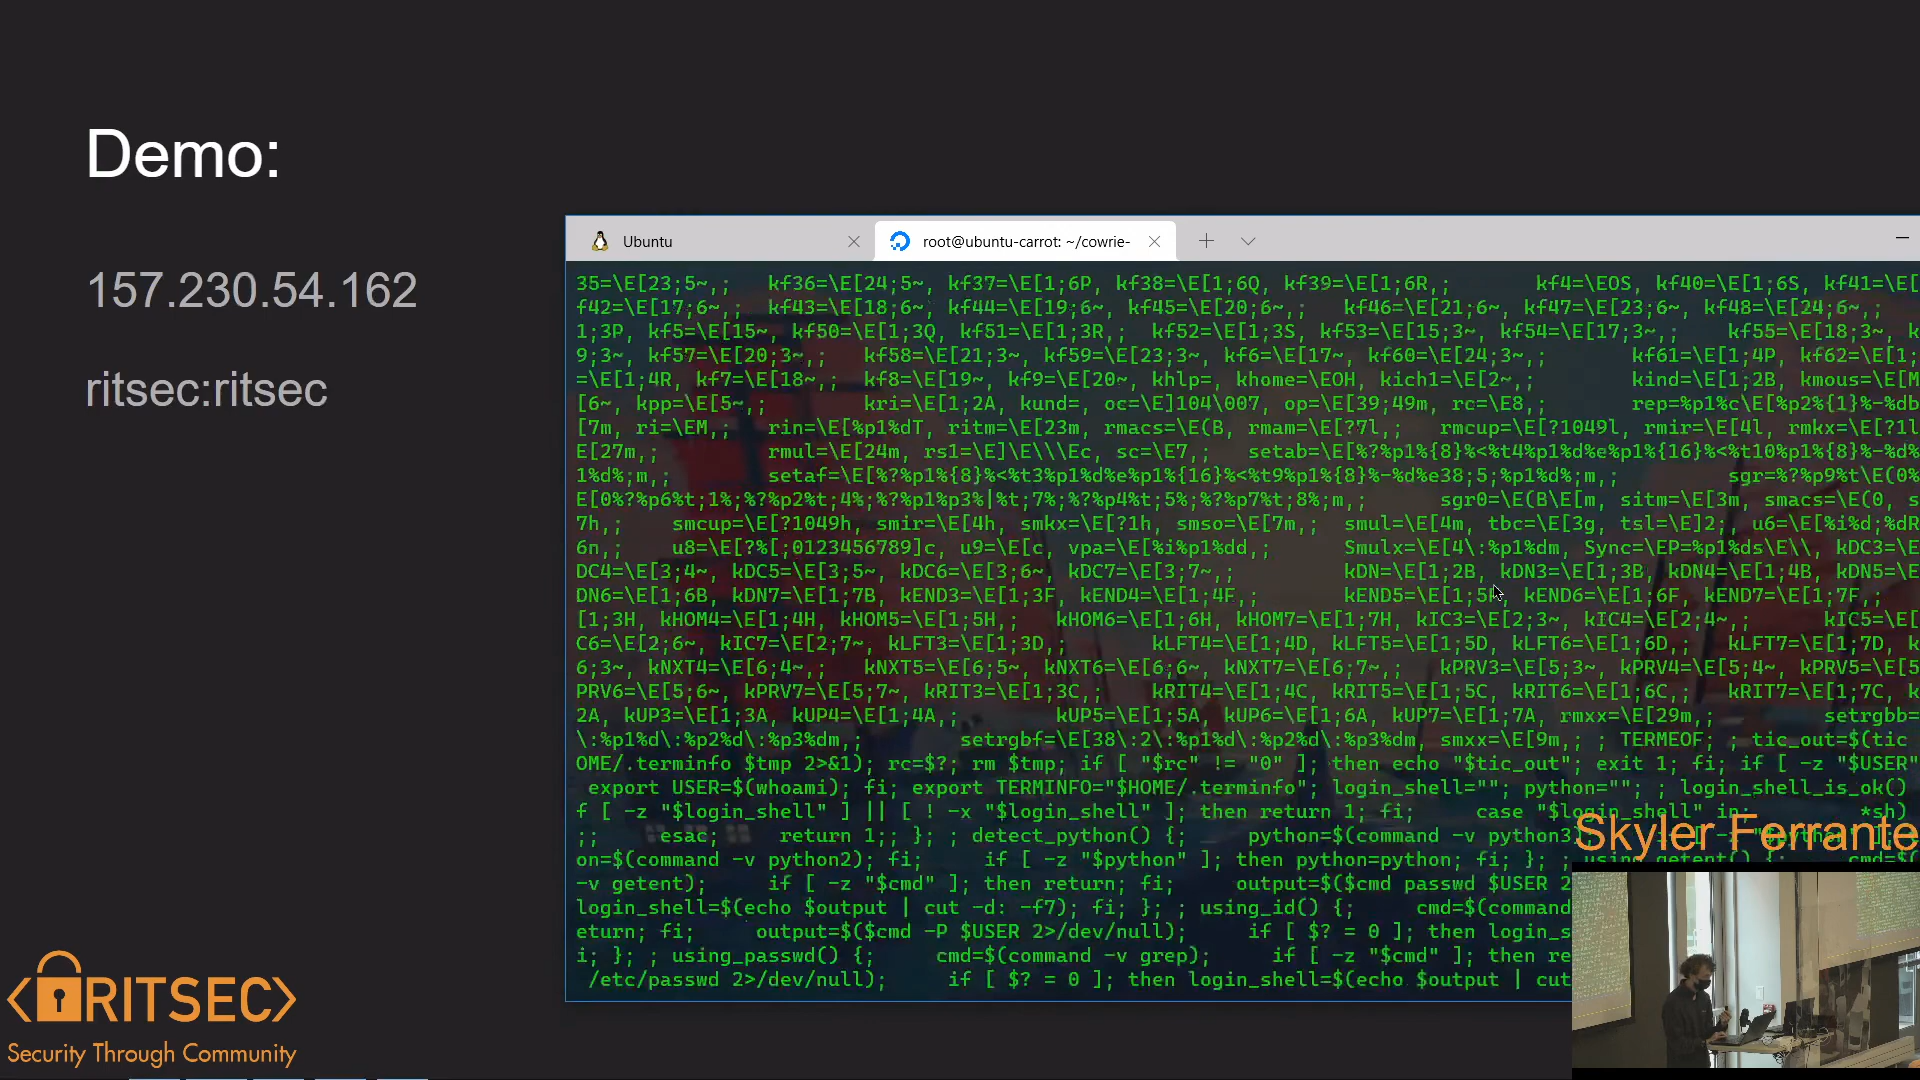 Demo:
157.230.54.162
ritsec:ritsec
Ubuntu
root@ubuntu-carrot: ~/cowrie-
35=\E[23;5~,;   kf36=\E[24;5~, kf37=\E[1;6P, kf38=\E[1;6Q, kf39=\E[1;6R,;       kf4=\EOS, kf40=\E[1;6S, kf41=\E[
f42=\E[17;6~,;  kf43=\E[18;6~, kf44=\E[19;6~, kf45=\E[20;6~,;   kf46=\E[21;6~, kf47=\E[23;6~, kf48=\E[24;6~,;
1;3P, kf5=\E[15~, kf50=\E[1;3Q, kf51=\E[1;3R,;  kf52=\E[1;3S, kf53=\E[15;3~, kf54=\E[17;3~,;    kf55=\E[18;3~, k
9;3~, kf57=\E[20;3~,;   kf58=\E[21;3~, kf59=\E[23;3~, kf6=\E[17~, kf60=\E[24;3~,;       kf61=\E[1;4P, kf62=\E[1;
=\E[1;4R, kf7=\E[18~,;  kf8=\E[19~, kf9=\E[20~, khlp=, khome=\EOH, kich1=\E[2~,;        kind=\E[1;2B, kmous=\E[M
[6~, kpp=\E[5~,;        kri=\E[1;2A, kund=, oc=\E]104\007, op=\E[39;49m, rc=\E8,;       rep=%p1%c\E[%p2%{1}%-%db
[7m, ri=\EM,;   rin=\E[%p1%dT, ritm=\E[23m, rmacs=\E(B, rmam=\E[?7l,;   rmcup=\E[?1049l, rmir=\E[4l, rmkx=\E[?1l
E[27m,;         rmul=\E[24m, rs1=\E]\E\\\Ec, sc=\E7,;   setab=\E[%?%p1%{8}%<%t4%p1%d%e%p1%{16}%<%t10%p1%{8}%-%d%
1%d%;m,;        setaf=\E[%?%p1%{8}%<%t3%p1%d%e%p1%{16}%<%t9%p1%{8}%-%d%e38;5;%p1%d%;m,;         sgr=%?%p9%t\E(0%
E[0%?%p6%t;1%;%?%p2%t;4%;%?%p1%p3%|%t;7%;%?%p4%t;5%;%?%p7%t;8%;m,;      sgr0=\E(B\E[m, sitm=\E[3m, smacs=\E(0, s
7h,;    smcup=\E[?1049h, smir=\E[4h, smkx=\E[?1h, smso=\E[7m,;  smul=\E[4m, tbc=\E[3g, tsl=\E]2;, u6=\E[%i%d;%dR
6n,;    u8=\E[?%[;0123456789]c, u9=\E[c, vpa=\E[%i%p1%dd,;      Smulx=\E[4\:%p1%dm, Sync=\EP=%p1%ds\E\\, kDC3=\E
DC4=\E[3;4~, kDC5=\E[3;5~, kDC6=\E[3;6~, kDC7=\E[3;7~,;         kDN=\E[1;2B, kDN3=\E[1;3B, kDN4=\E[1;4B, kDN5=\E
DN6=\E[1;6B, kDN7=\E[1;7B, kEND3=\E[1;3F, kEND4=\E[1;4F,;       kEND5=\E[1;5F, kEND6=\E[1;6F, kEND7=\E[1;7F,;
[1;3H, kHOM4=\E[1;4H, kHOM5=\E[1;5H,;   kHOM6=\E[1;6H, kHOM7=\E[1;7H, kIC3=\E[2;3~, kIC4=\E[2;4~,;      kIC5=\E[
C6=\E[2;6~, kIC7=\E[2;7~, kLFT3=\E[1;3D,;       kLFT4=\E[1;4D, kLFT5=\E[1;5D, kLFT6=\E[1;6D,;   kLFT7=\E[1;7D, k
6;3~, kNXT4=\E[6;4~,;   kNXT5=\E[6;5~, kNXT6=\E[6;6~, kNXT7=\E[6;7~,;   kPRV3=\E[5;3~, kPRV4=\E[5;4~, kPRV5=\E[5
PRV6=\E[5;6~, kPRV7=\E[5;7~, kRIT3=\E[1;3C,;    kRIT4=\E[1;4C, kRIT5=\E[1;5C, kRIT6=\E[1;6C,;   kRIT7=\E[1;7C, k
2A, kUP3=\E[1;3A, kUP4=\E[1;4A,;        kUP5=\E[1;5A, kUP6=\E[1;6A, kUP7=\E[1;7A, rmxx=\E[29m,;         setrgbb=
\:%p1%d\:%p2%d\:%p3%dm,;        setrgbf=\E[38\:2\:%p1%d\:%p2%d\:%p3%dm, smxx=\E[9m,; ; TERMEOF; ; tic_out=$(tic
OME/.terminfo $tmp 2>&1); rc=$?; rm $tmp; if [ "$rc" != "0" ]; then echo "$tic_out"; exit 1; fi; if [ -z "$USER"
export USER=$(whoami); fi; export TERMINFO="$HOME/.terminfo"; login_shell=""; python=""; ; login_shell_is_ok()
f [ -z "$login_shell" ] || [ ! -x "$login_shell" ]; then return 1; fi;     case "$login_shell" in;         *sh)
;;     esac;     return 1;; }; ; detect_python() {;     python=$(command -v python3)
on=$(command -v python2); fi;     if [ -z "$python" ]; then python=python; fi; }; ; using_getent() {;     cmd=$(
-v getent);     if [ -z "$cmd" ]; then return; fi;     output=$($cmd passwd $USER 2
login_shell=$(echo $output | cut -d: -f7); fi; }; ; using_id() {;     cmd=$(command
eturn; fi;     output=$($cmd -P $USER 2>/dev/null);     if [ $? = 0 ]; then login_s
i; }; ; using_passwd() {;     cmd=$(command -v grep);     if [ -z "$cmd" ]; then re
/etc/passwd 2>/dev/null);     if [ $? = 0 ]; then login_shell=$(echo $output | cut
Skyler Ferrante
RITSEC
Security Through Community